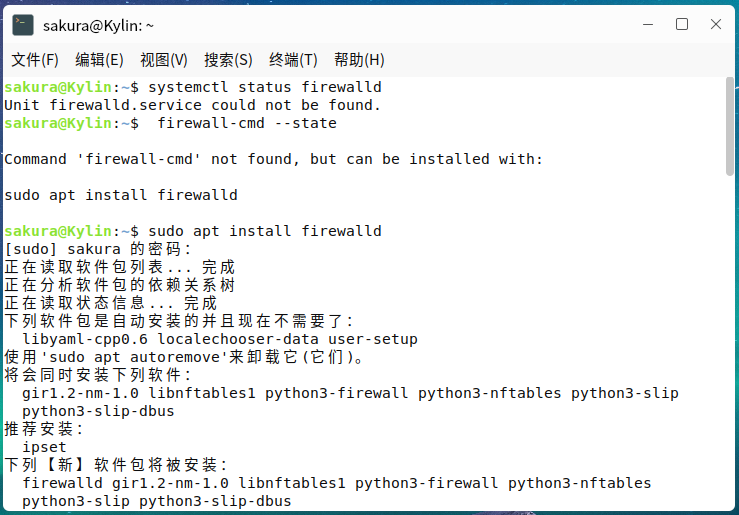 sakura@Kylin: ~
文件(F) 编辑(E) 视图(V) 搜索(S) 终端(T) 帮助(H)
sakura@Kylin:~$ systemctl status firewalld
Unit firewalld.service could not be found.
sakura@Kylin:~$  firewall-cmd --state
Command 'firewall-cmd' not found, but can be installed with:
sudo apt install firewalld
sakura@Kylin:~$ sudo apt install firewalld
[sudo] sakura 的密码：
正在读取软件包列表... 完成
正在分析软件包的依赖关系树
正在读取状态信息... 完成
下列软件包是自动安装的并且现在不需要了：
  libyaml-cpp0.6 localechooser-data user-setup
使用'sudo apt autoremove'来卸载它(它们)。
将会同时安装下列软件：
  gir1.2-nm-1.0 libnftables1 python3-firewall python3-nftables python3-slip
  python3-slip-dbus
推荐安装：
  ipset
下列【新】软件包将被安装：
  firewalld gir1.2-nm-1.0 libnftables1 python3-firewall python3-nftables
  python3-slip python3-slip-dbus